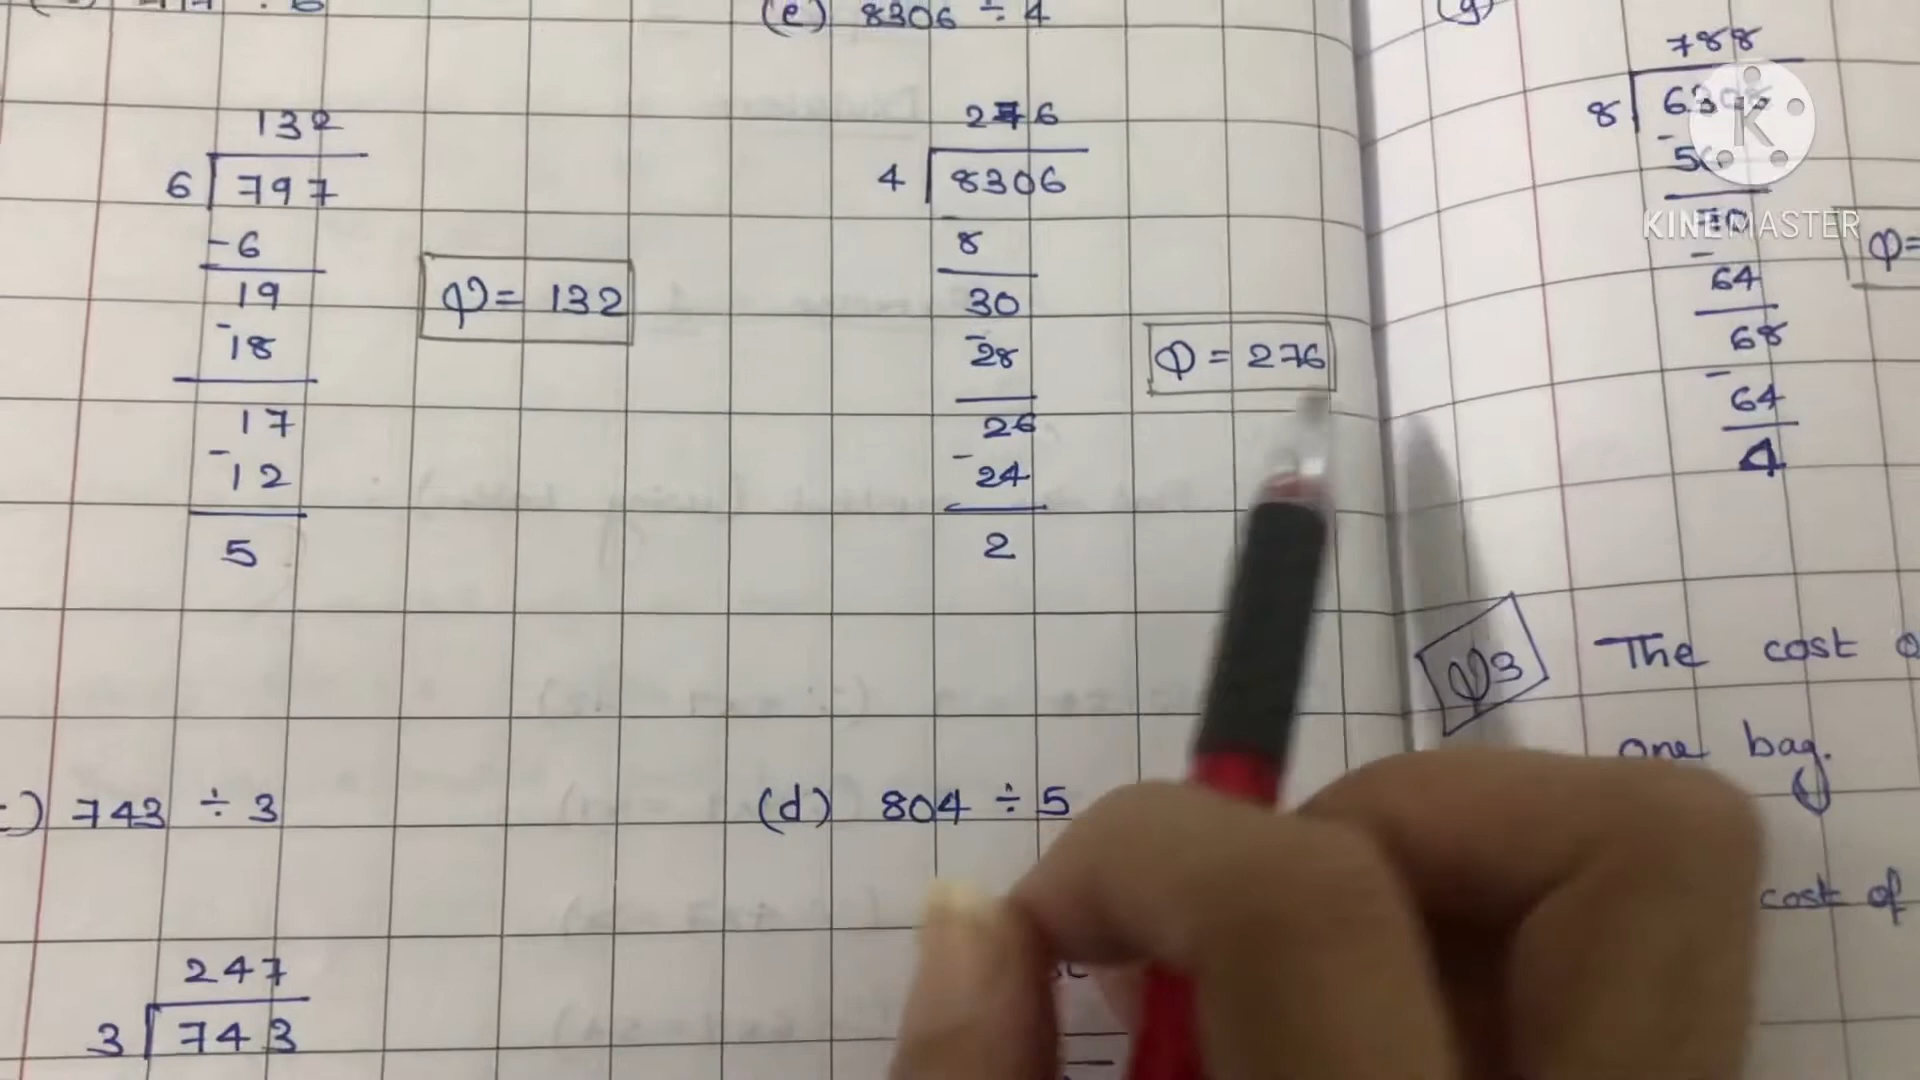 (e) 8306 ÷ 4
132
6 797
-6
19
-18
17
-12
5
Q = 132
276
4 8306
8
30
-28
26
-24
2
Q = 276
(g)
788
8
-
-64
68
-64
4
Q =
KINEMASTER
743 ÷ 3
247
3 743
(d) 804 ÷ 5
Q3 The cost
one bag.
cost of